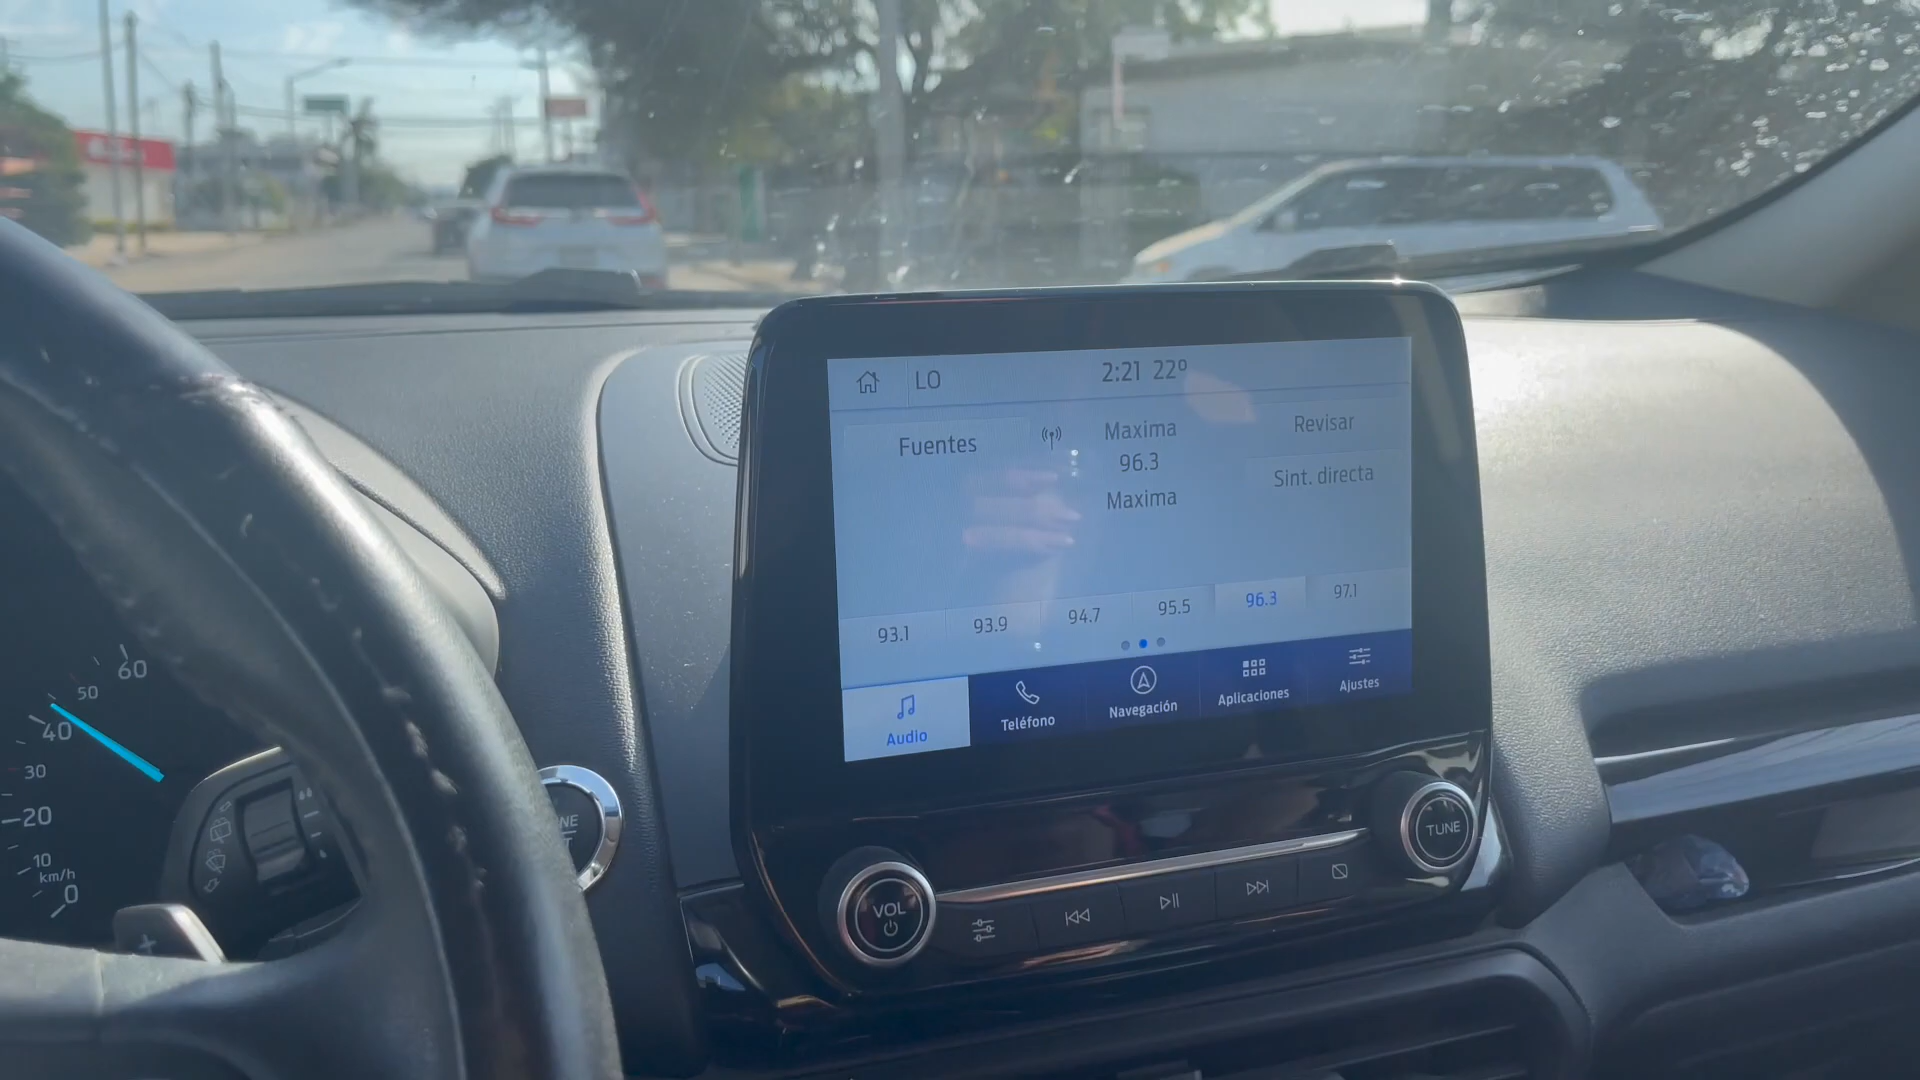 LO
2:21 22º
Fuentes
Maxima
96.3
Maxima
Revisar
Sint. directa
93.1 93.9 94.7 95.5 96.3 97.1
Audio
Teléfono
Navegación
Aplicaciones
Ajustes
VOL
TUNE
60
50
40
30
20
10
km/h
0
+